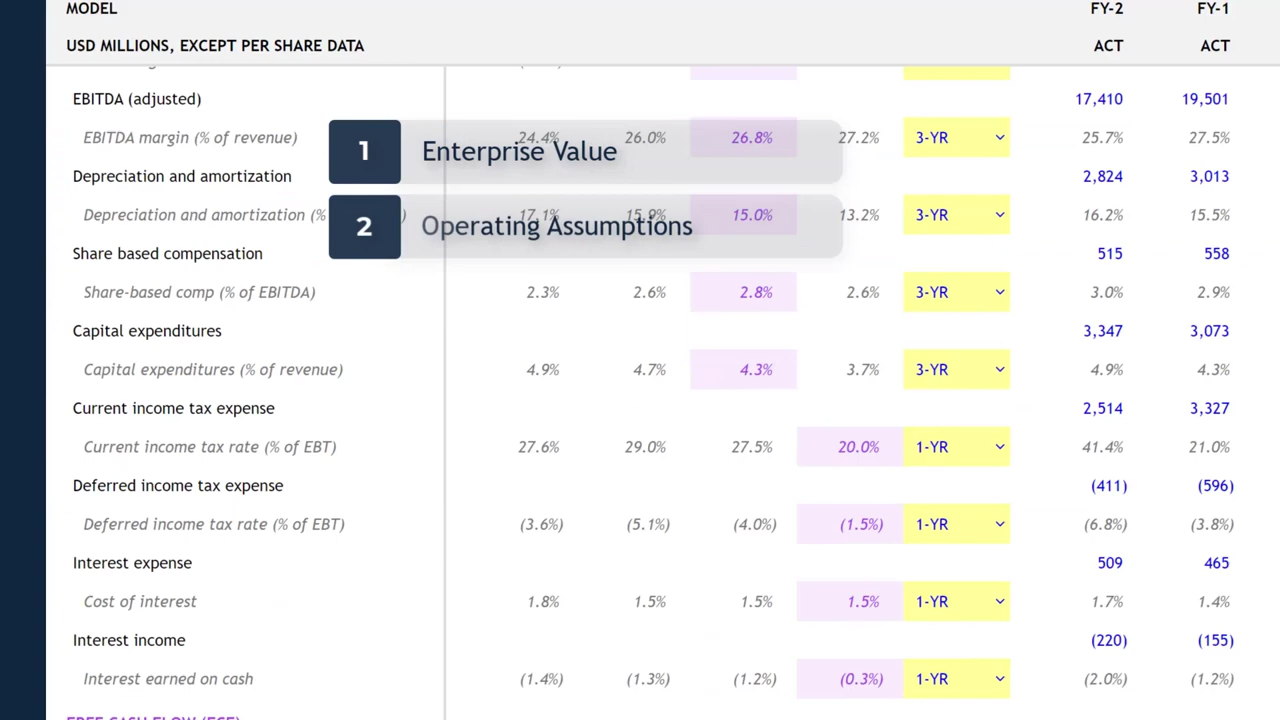 MODEL FY-2 FY-1
USD MILLIONS, EXCEPT PER SHARE DATA ACT ACT
EBITDA (adjusted) 17,410 19,501
EBITDA margin (% of revenue) 24.4% 26.0% 26.8% 27.2% 3-YR 25.7% 27.5%
1 Enterprise Value
Depreciation and amortization 2,824 3,013
Depreciation and amortization (% ) 17.1% 15.9% 15.0% 13.2% 3-YR 16.2% 15.5%
2 Operating Assumptions
Share based compensation 515 558
Share-based comp (% of EBITDA) 2.3% 2.6% 2.8% 2.6% 3-YR 3.0% 2.9%
Capital expenditures 3,347 3,073
Capital expenditures (% of revenue) 4.9% 4.7% 4.3% 3.7% 3-YR 4.9% 4.3%
Current income tax expense 2,514 3,327
Current income tax rate (% of EBT) 27.6% 29.0% 27.5% 20.0% 1-YR 41.4% 21.0%
Deferred income tax expense (411) (596)
Deferred income tax rate (% of EBT) (3.6%) (5.1%) (4.0%) (1.5%) 1-YR (6.8%) (3.8%)
Interest expense 509 465
Cost of interest 1.8% 1.5% 1.5% 1.5% 1-YR 1.7% 1.4%
Interest income (220) (155)
Interest earned on cash (1.4%) (1.3%) (1.2%) (0.3%) 1-YR (2.0%) (1.2%)
FREE CASH FLOW (FCF)